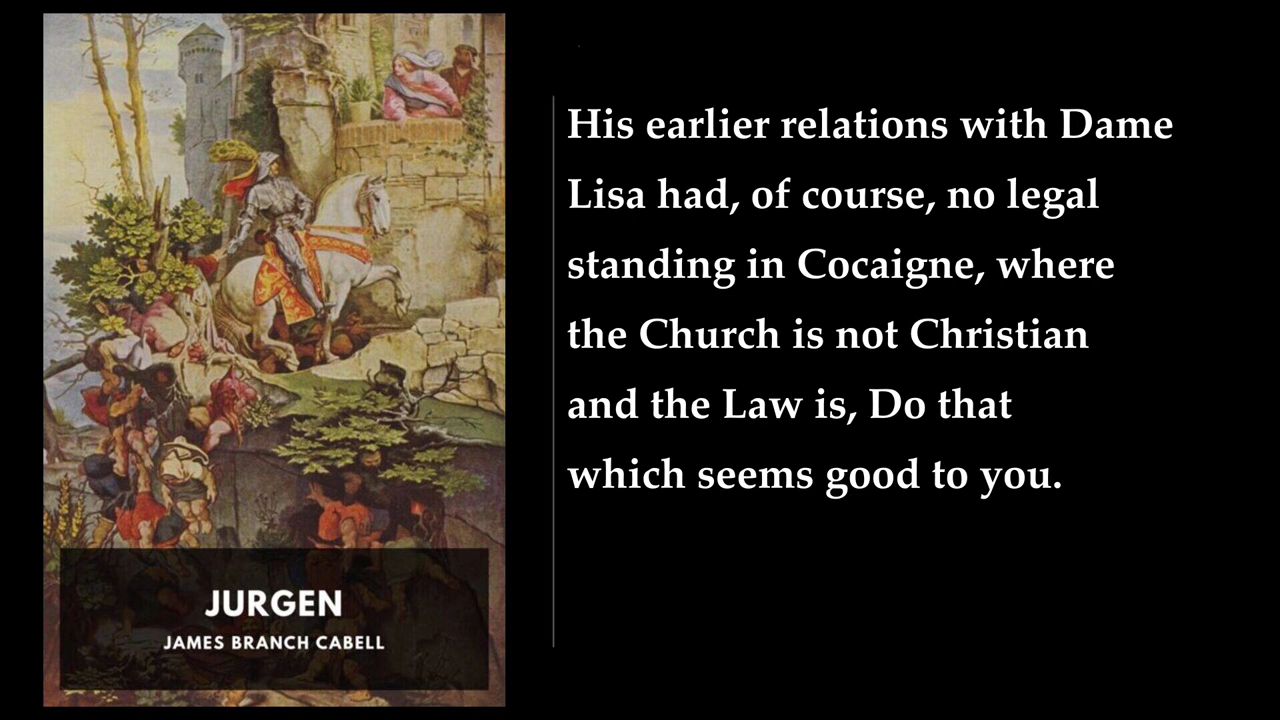 His earlier relations with Dame
Lisa had, of course, no legal
standing in Cocaigne, where
the Church is not Christian
and the Law is, Do that
which seems good to you.
JURGEN
JAMES BRANCH CABELL